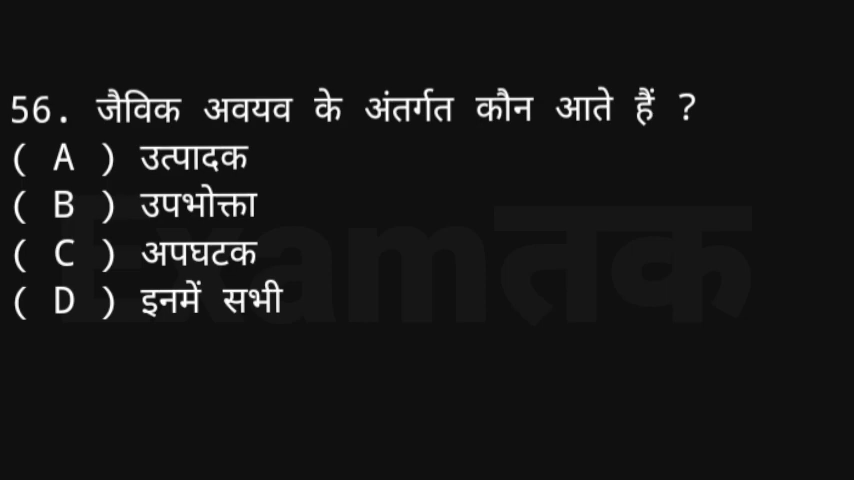 56. जैविक अवयव के अंतर्गत कौन आते हैं ?
( A ) उत्पादक
( B ) उपभोक्ता
( C ) अपघटक
( D ) इनमें सभी
Examतक